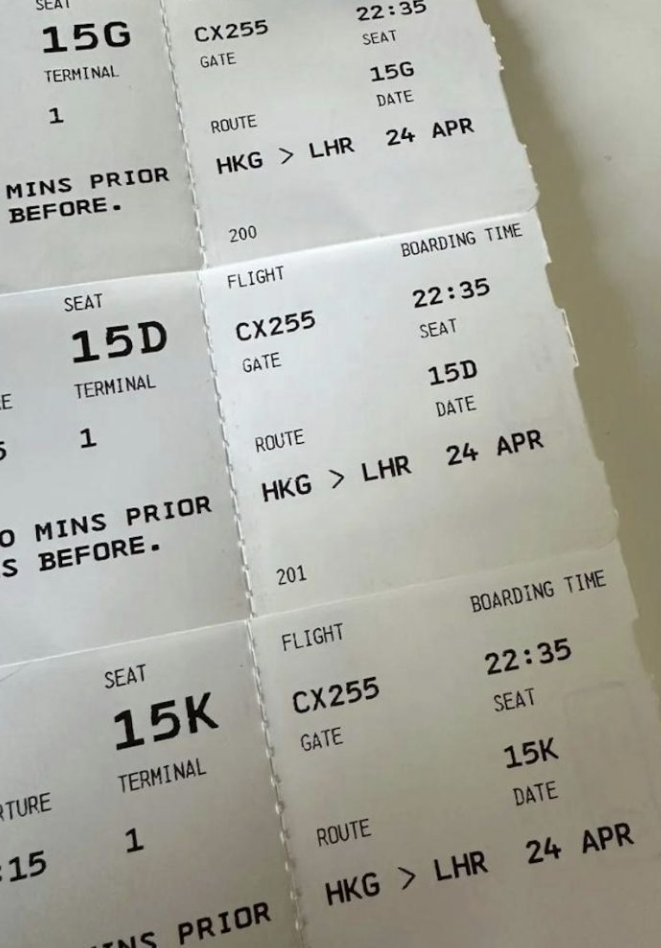 SEAT
15G
TERMINAL
1
MINS PRIOR
BEFORE.
CX255 22:35
GATE SEAT
15G
DATE
ROUTE
HKG > LHR 24 APR
200
SEAT
15D
TERMINAL
1
MINS PRIOR
BEFORE.
FLIGHT BOARDING TIME
CX255 22:35
GATE SEAT
15D
DATE
ROUTE
HKG > LHR 24 APR
201
SEAT
15K
TERMINAL
:15 1
PRIOR
FLIGHT BOARDING TIME
CX255 22:35
GATE SEAT
15K
DATE
ROUTE
HKG > LHR 24 APR